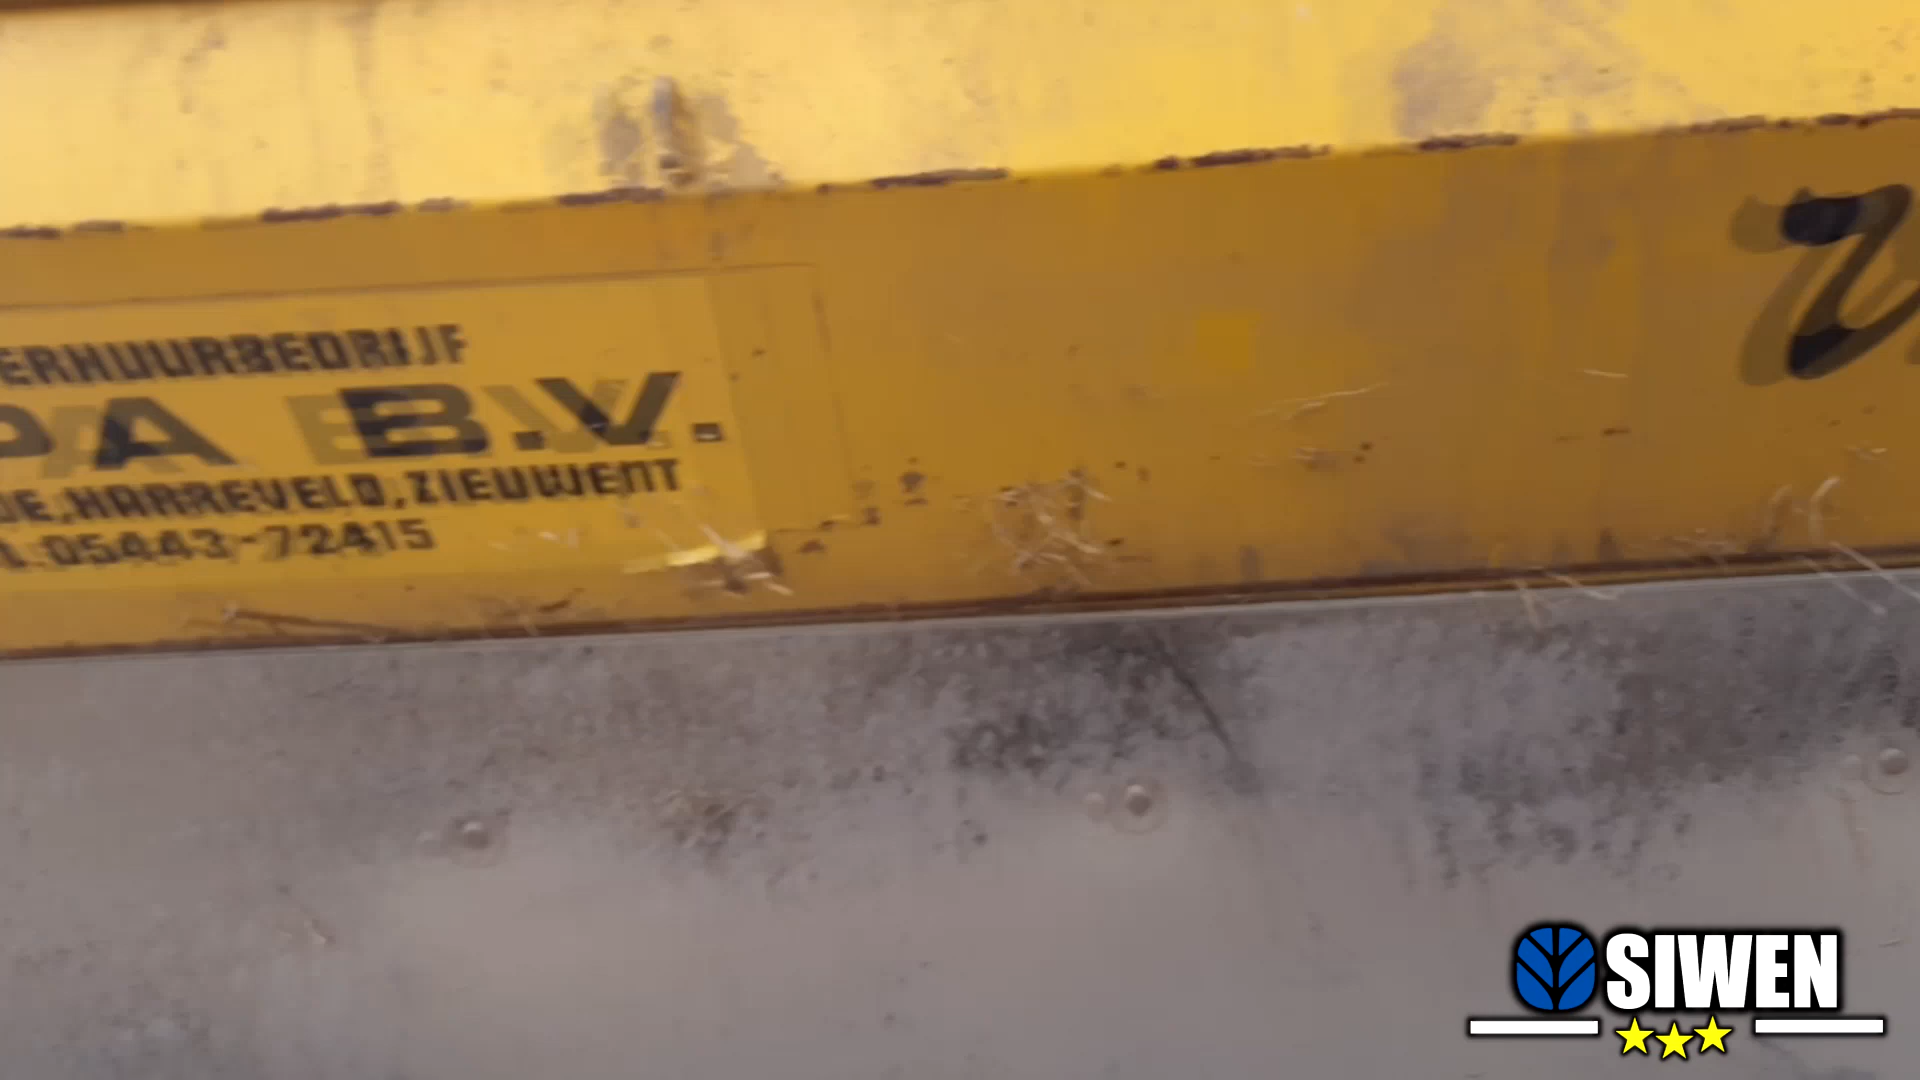 ERHUURBEDRIJF
PA B.V.
HARREVELD, ZIEUWENT
05443-72415
SIWEN